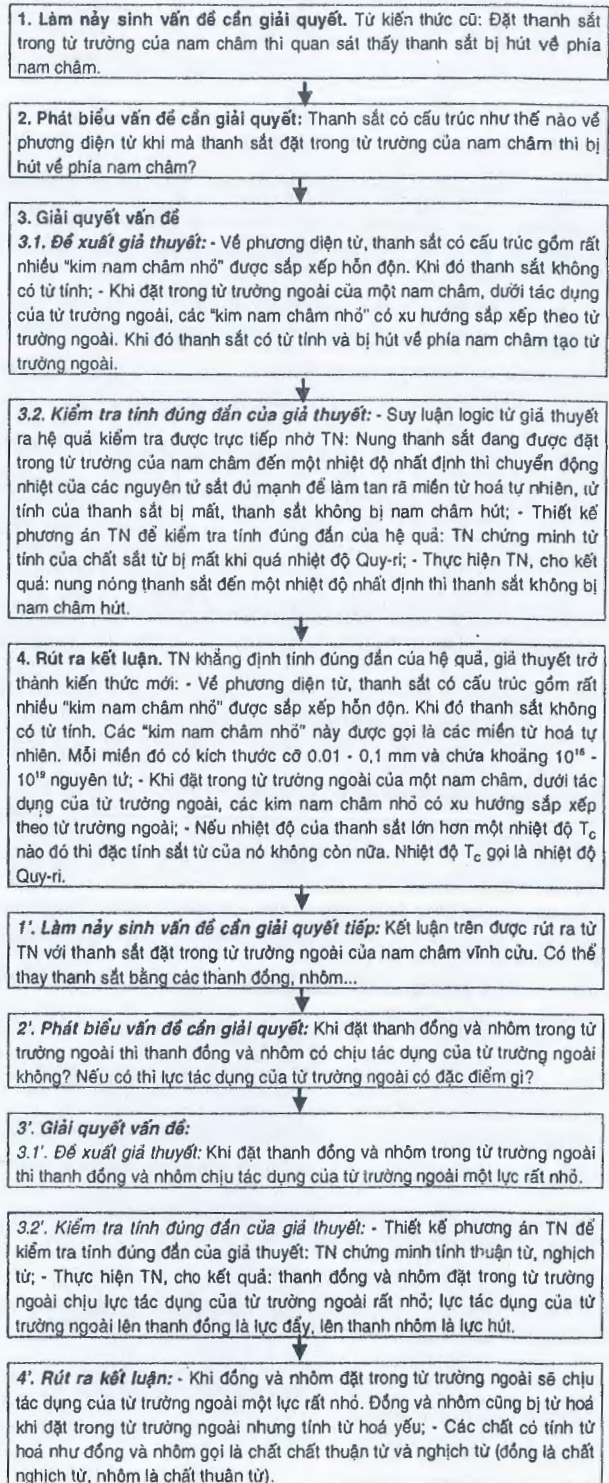 1. Làm nảy sinh vấn đề cần giải quyết. Từ kiến thức cũ: Đặt thanh sắt
trong từ trường của nam châm thì quan sát thấy thanh sắt bị hút về phía
nam châm.
2. Phát biểu vấn đề cần giải quyết: Thanh sắt có cấu trúc như thế nào về
phương diện từ khi mà thanh sắt đặt trong từ trường của nam châm thì bị
hút về phía nam châm?
3. Giải quyết vấn đề
3.1. Đề xuất giả thuyết: - Về phương diện từ, thanh sắt có cấu trúc gồm rất
nhiều “kim nam châm nhỏ” được sắp xếp hỗn độn. Khi đó thanh sắt không
có từ tính; - Khi đặt trong từ trường ngoài của một nam châm, dưới tác dụng
của từ trường ngoài, các “kim nam châm nhỏ” có xu hướng sắp xếp theo từ
trường ngoài. Khi đó thanh sắt có từ tính và bị hút về phía nam châm tạo từ
trường ngoài.
3.2. Kiểm tra tính đúng đắn của giả thuyết: - Suy luận logic từ giả thuyết
ra hệ quả kiểm tra được trực tiếp nhờ TN: Nung thanh sắt đang được đặt
trong từ trường của nam châm đến một nhiệt độ nhất định thì chuyển động
nhiệt của các nguyên tử sắt đủ mạnh để làm tan rã miền từ hoá tự nhiên, từ
tính của thanh sắt bị mất, thanh sắt không bị nam châm hút; - Thiết kế
phương án TN để kiểm tra tính đúng đắn của hệ quả: TN chứng minh từ
tính của chất sắt từ bị mất khi quá nhiệt độ Quy-ri; - Thực hiện TN, cho kết
quả: nung nóng thanh sắt đến một nhiệt độ nhất định thì thanh sắt không bị
nam châm hút.
4. Rút ra kết luận. TN khẳng định tính đúng đắn của hệ quả, giả thuyết trở
thành kiến thức mới: - Về phương diện từ, thanh sắt có cấu trúc gồm rất
nhiều “kim nam châm nhỏ” được sắp xếp hỗn độn. Khi đó thanh sắt không
có từ tính. Các “kim nam châm nhỏ” này được gọi là các miền từ hoá tự
nhiên. Mỗi miền đó có kích thước cỡ 0.01 - 0,1 mm và chứa khoảng 10¹⁶ -
10¹⁹ nguyên tử; - Khi đặt trong từ trường ngoài của một nam châm, dưới tác
dụng của từ trường ngoài, các kim nam châm nhỏ có xu hướng sắp xếp
theo từ trường ngoài; - Nếu nhiệt độ của thanh sắt lớn hơn một nhiệt độ T_C
nào đó thì đặc tính sắt từ của nó không còn nữa. Nhiệt độ T_C gọi là nhiệt độ
Quy-ri.
1'. Làm nảy sinh vấn đề cần giải quyết tiếp: Kết luận trên được rút ra từ
TN với thanh sắt đặt trong từ trường ngoài của nam châm vĩnh cửu. Có thể
thay thanh sắt bằng các thanh đồng, nhôm...
2'. Phát biểu vấn đề cần giải quyết: Khi đặt thanh đồng và nhôm trong từ
trường ngoài thì thanh đồng và nhôm có chịu tác dụng của từ trường ngoài
không? Nếu có thì lực tác dụng của từ trường ngoài có đặc điểm gì?
3'. Giải quyết vấn đề:
3.1'. Đề xuất giả thuyết: Khi đặt thanh đồng và nhôm trong từ trường ngoài
thì thanh đồng và nhôm chịu tác dụng của từ trường ngoài một lực rất nhỏ.
3.2'. Kiểm tra tính đúng đắn của giả thuyết: - Thiết kế phương án TN để
kiểm tra tính đúng đắn của giả thuyết: TN chứng minh tính thuận từ, nghịch
từ; - Thực hiện TN, cho kết quả: thanh đồng và nhôm đặt trong từ trường
ngoài chịu lực tác dụng của từ trường ngoài rất nhỏ; lực tác dụng của từ
trường ngoài lên thanh đồng là lực đẩy, lên thanh nhôm là lực hút.
4'. Rút ra kết luận: - Khi đồng và nhôm đặt trong từ trường ngoài sẽ chịu
tác dụng của từ trường ngoài một lực rất nhỏ. Đồng và nhôm cũng bị từ hoá
khi đặt trong từ trường ngoài nhưng tính từ hoá yếu; - Các chất có tính từ
hoá như đồng và nhôm gọi là chất chất thuận từ và nghịch từ (đồng là chất
nghịch từ, nhôm là chất thuận từ).